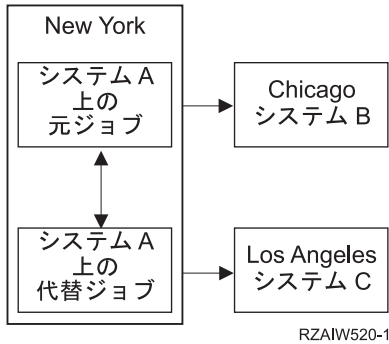 New York
システム A
上の
元ジョブ
Chicago
システム B
システム A
上の
代替ジョブ
Los Angeles
システム C
RZAIW520-1